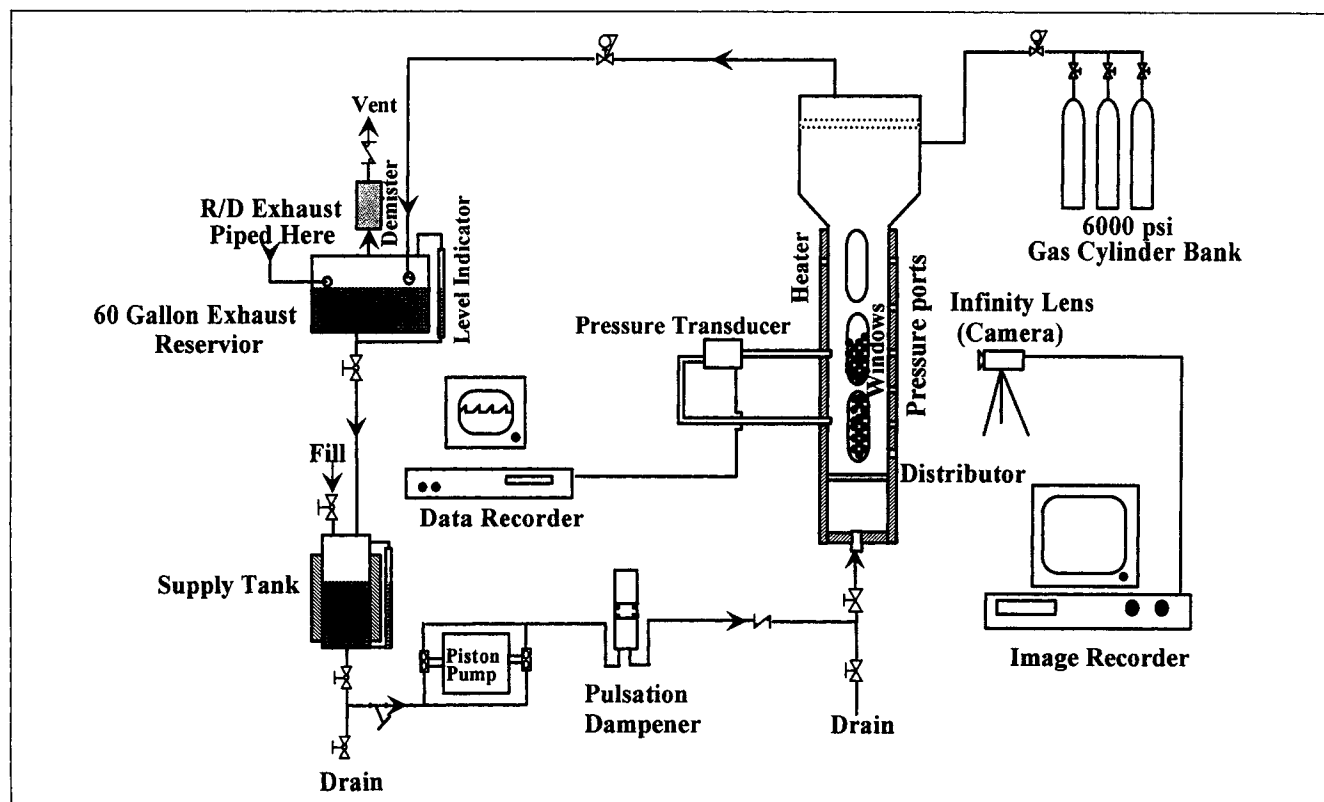 Vent
Demister
R/D Exhaust
Piped Here
Level Indicator
60 Gallon Exhaust
Reservior
6000 psi
Gas Cylinder Bank
Heater
Windows
Pressure ports
Pressure Transducer
Infinity Lens
(Camera)
Fill
Data Recorder
Distributor
Supply Tank
Piston
Pump
Pulsation
Dampener
Image Recorder
Drain
Drain